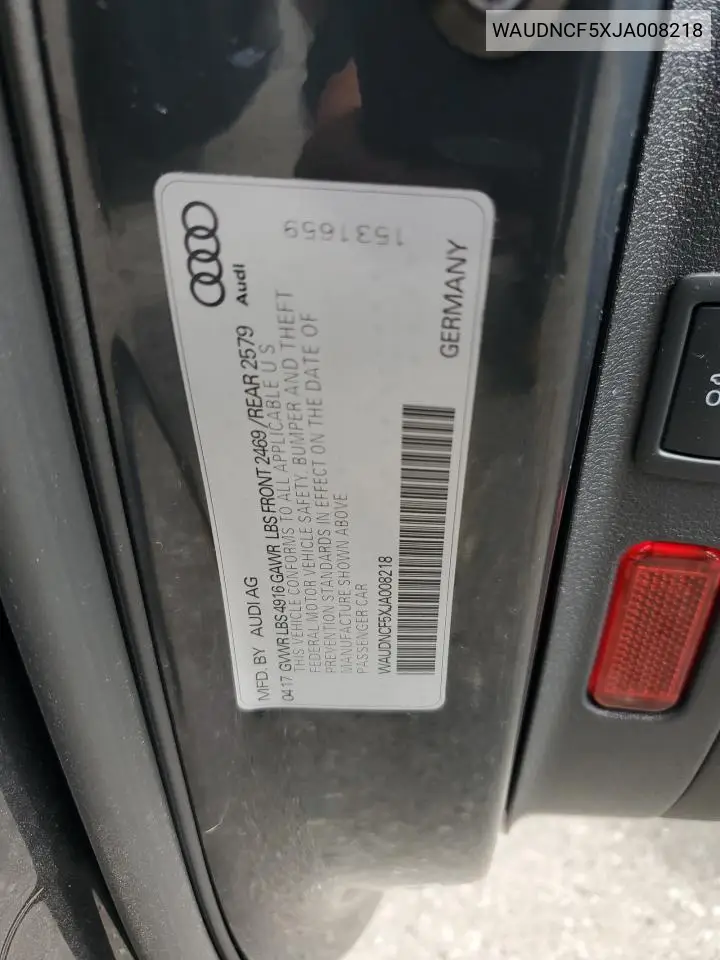 WAUDNCF5XJA008218
1531659
Audi
GERMANY
MFD. BY AUDI AG
0417 GVWR LBS 4916 GAWR LBS FRONT 2469 /REAR 2579
THIS VEHICLE CONFORMS TO ALL APPLICABLE U S
FEDERAL MOTOR VEHICLE SAFETY, BUMPER AND THEFT
PREVENTION STANDARDS IN EFFECT ON THE DATE OF
MANUFACTURE SHOWN ABOVE
PASSENGER CAR
WAUDNCF5XJA008218